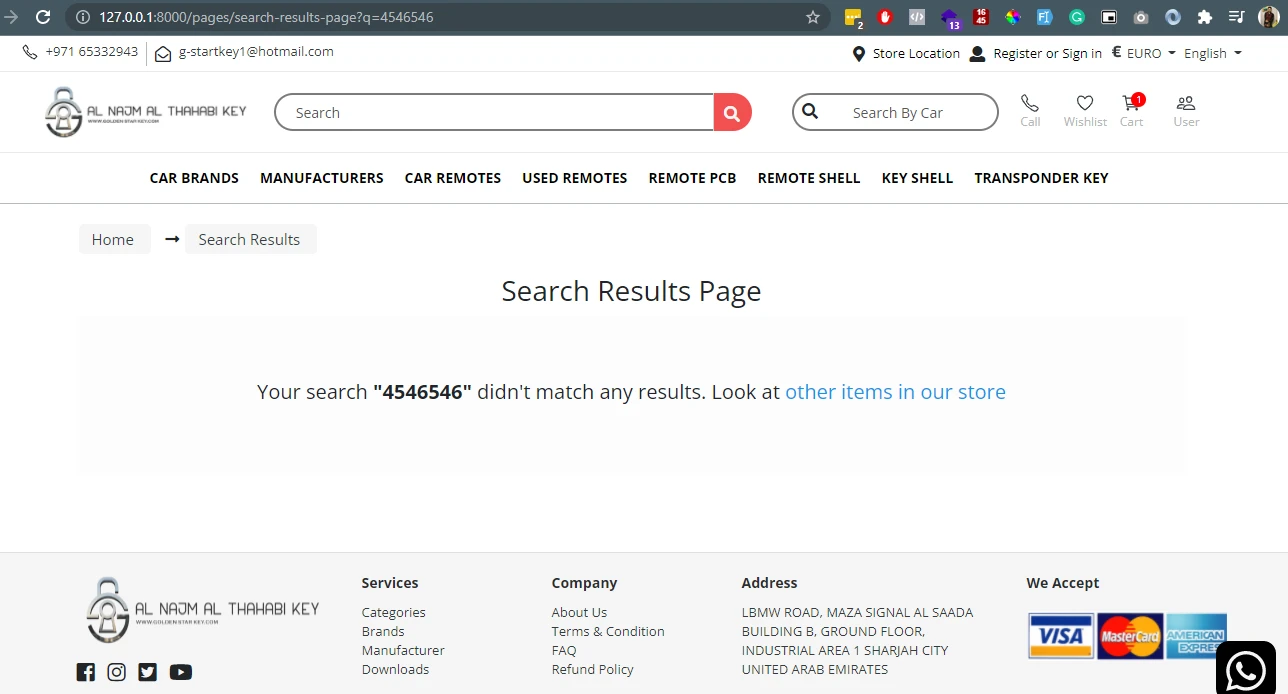 127.0.0.1:8000/pages/search-results-page?q=4546546
2
13
16
45
+971 65332943
g-startkey1@hotmail.com
Store Location
Register or Sign in
€ EURO
English
AL NAJM AL THAHABI KEY
WWW.GOLDEN STAR-KEY.COM
Search
Search By Car
Call
Wishlist
1
Cart
User
CAR BRANDS
MANUFACTURERS
CAR REMOTES
USED REMOTES
REMOTE PCB
REMOTE SHELL
KEY SHELL
TRANSPONDER KEY
Home
Search Results
Search Results Page
Your search "4546546" didn't match any results. Look at other items in our store
AL NAJM AL THAHABI KEY
WWW.GOLDEN STAR-KEY.COM
Services
Categories
Brands
Manufacturer
Downloads
Company
About Us
Terms & Condition
FAQ
Refund Policy
Address
LBMW ROAD, MAZA SIGNAL AL SAADA
BUILDING B, GROUND FLOOR,
INDUSTRIAL AREA 1 SHARJAH CITY
UNITED ARAB EMIRATES
We Accept
VISA
MasterCard
AMERICAN
EXPRES